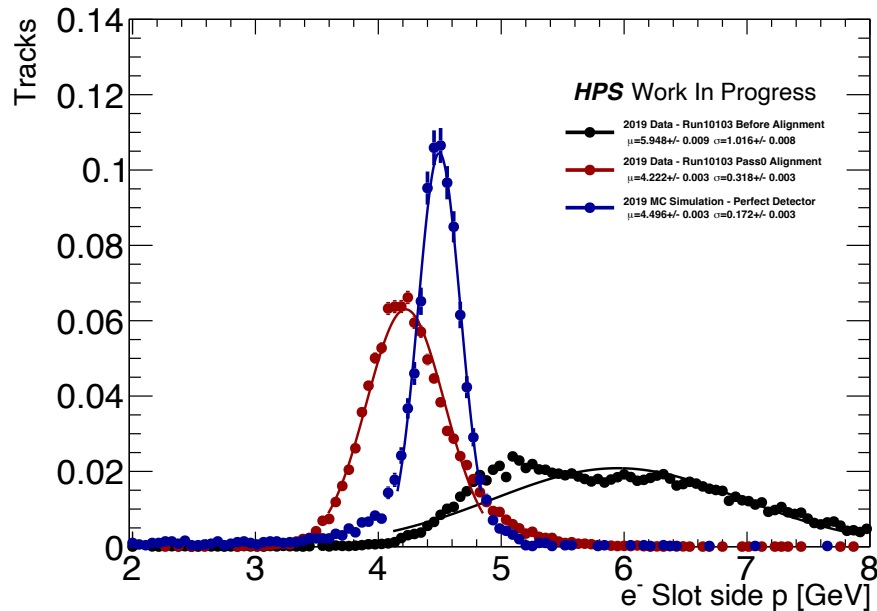 Tracks
0.14
0.12
0.1
0.08
0.06
0.04
0.02
0
HPS Work In Progress
2019 Data - Run10103 Before Alignment
μ=5.948+/- 0.009 σ=1.016+/- 0.008
2019 Data - Run10103 Pass0 Alignment
μ=4.222+/- 0.003 σ=0.318+/- 0.003
2019 MC Simulation - Perfect Detector
μ=4.496+/- 0.003 σ=0.172+/- 0.003
2 3 4 5 6 7 8
e⁻ Slot side p [GeV]